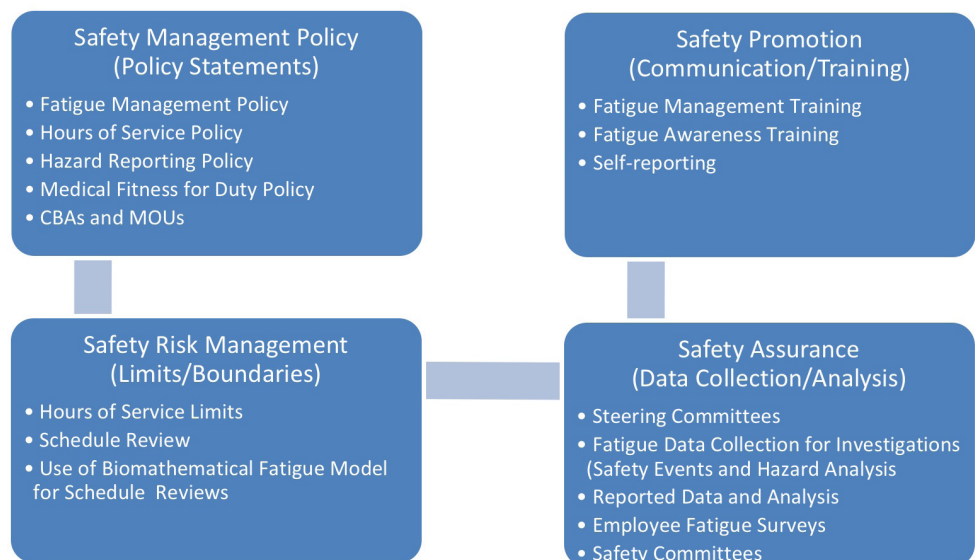 Safety Management Policy
(Policy Statements)
• Fatigue Management Policy
• Hours of Service Policy
• Hazard Reporting Policy
• Medical Fitness for Duty Policy
• CBAs and MOUs
Safety Promotion
(Communication/Training)
• Fatigue Management Training
• Fatigue Awareness Training
• Self-reporting
Safety Risk Management
(Limits/Boundaries)
• Hours of Service Limits
• Schedule Review
• Use of Biomathematical Fatigue Model
for Schedule Reviews
Safety Assurance
(Data Collection/Analysis)
• Steering Committees
• Fatigue Data Collection for Investigations
(Safety Events and Hazard Analysis
• Reported Data and Analysis
• Employee Fatigue Surveys
• Safety Committees